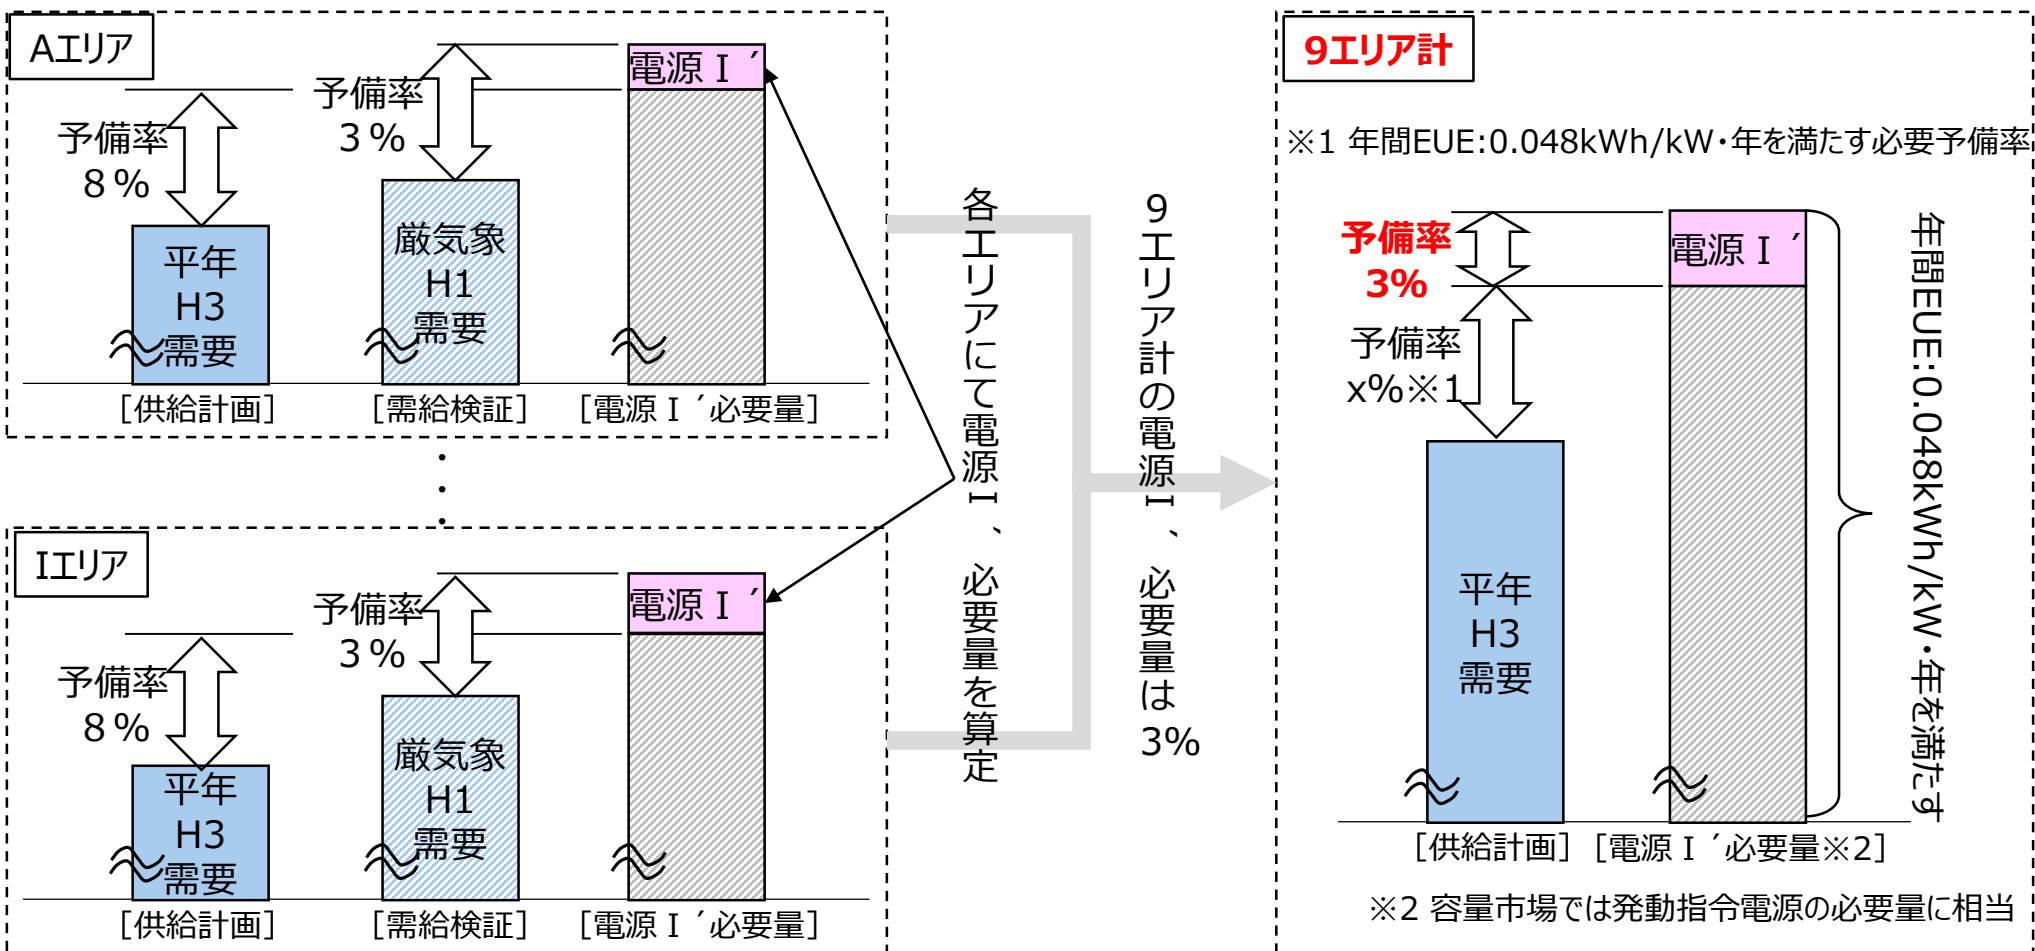 Aエリア
予備率
8%
予備率
3%
電源Ⅰ´
平年
H3
需要
厳気象
H1
需要
[供給計画]
[需給検証]
[電源Ⅰ´必要量]
・
・
・
Iエリア
予備率
8%
予備率
3%
電源Ⅰ´
平年
H3
需要
厳気象
H1
需要
[供給計画]
[需給検証]
[電源Ⅰ´必要量]
各エリアにて電源Ⅰ´必要量を算定
9エリア計の電源Ⅰ´必要量は3%
9エリア計
※1 年間EUE:0.048kWh/kW・年を満たす必要予備率
予備率
3%
予備率
x%※1
電源Ⅰ´
平年
H3
需要
年間EUE:0.048kWh/kW・年を満たす
[供給計画]
[電源Ⅰ´必要量※2]
※2 容量市場では発動指令電源の必要量に相当